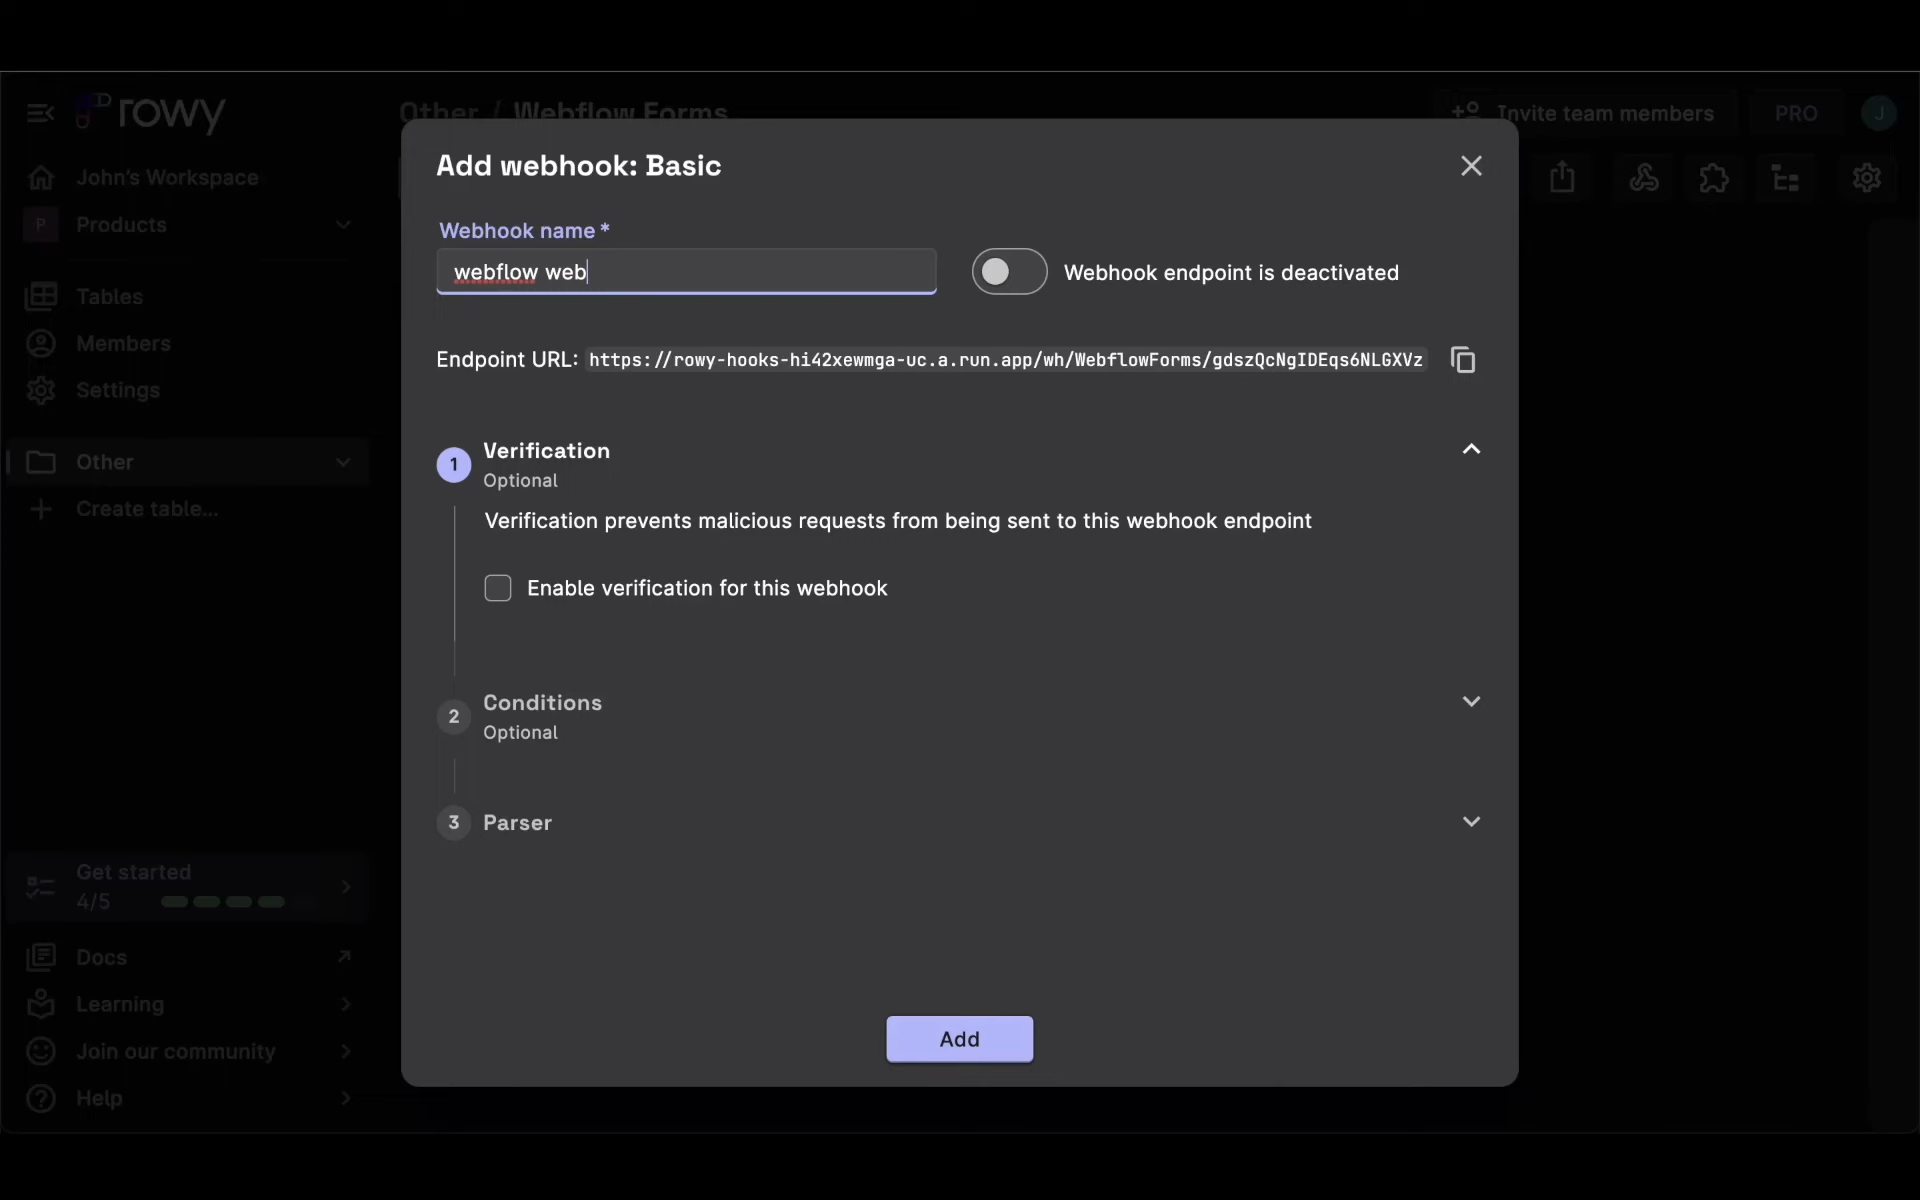 rowy
Other / Webflow Forms
Invite team members
PRO
J
John's Workspace
P
Products
Tables
Members
Settings
Other
Create table...
Get started
4/5
Docs
Learning
Join our community
Help
Add webhook: Basic
Webhook name *
webflow web
Webhook endpoint is deactivated
Endpoint URL: https://rowy-hooks-hi42xewmga-uc.a.run.app/wh/WebflowForms/gdszQcNgIDEqs6NLGXVz
1
Verification
Optional
Verification prevents malicious requests from being sent to this webhook endpoint
Enable verification for this webhook
2
Conditions
Optional
3
Parser
Add